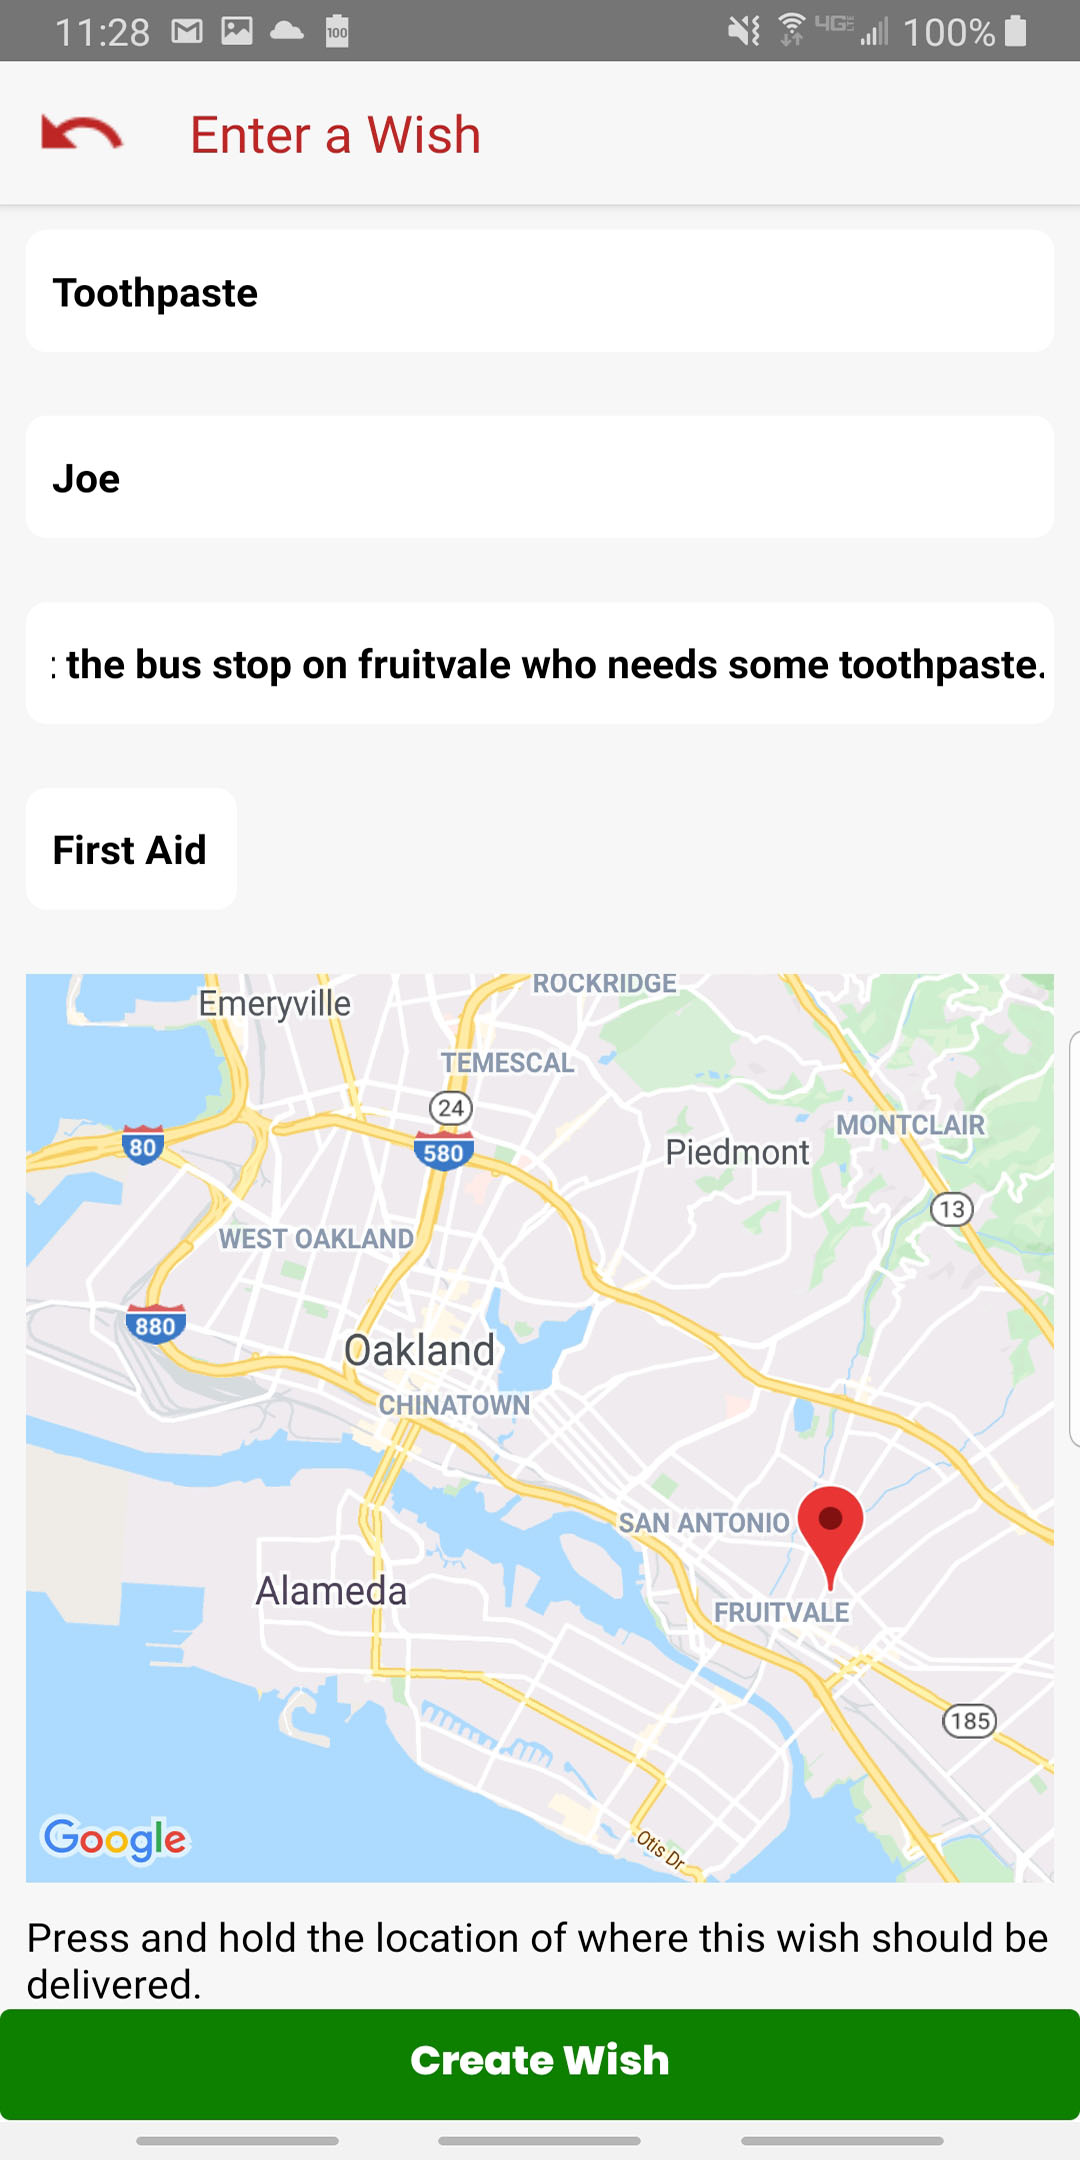 11:28 100 4G 100%
Enter a Wish
Toothpaste
Joe
the bus stop on fruitvale who needs some toothpaste.
First Aid
ROCKRIDGE
Emeryville
TEMESCAL
24
MONTCLAIR
80
580
Piedmont
13
WEST OAKLAND
880
Oakland
CHINATOWN
SAN ANTONIO
Alameda
FRUITVALE
185
Google
Otis Dr
Press and hold the location of where this wish should be
delivered.
Create Wish